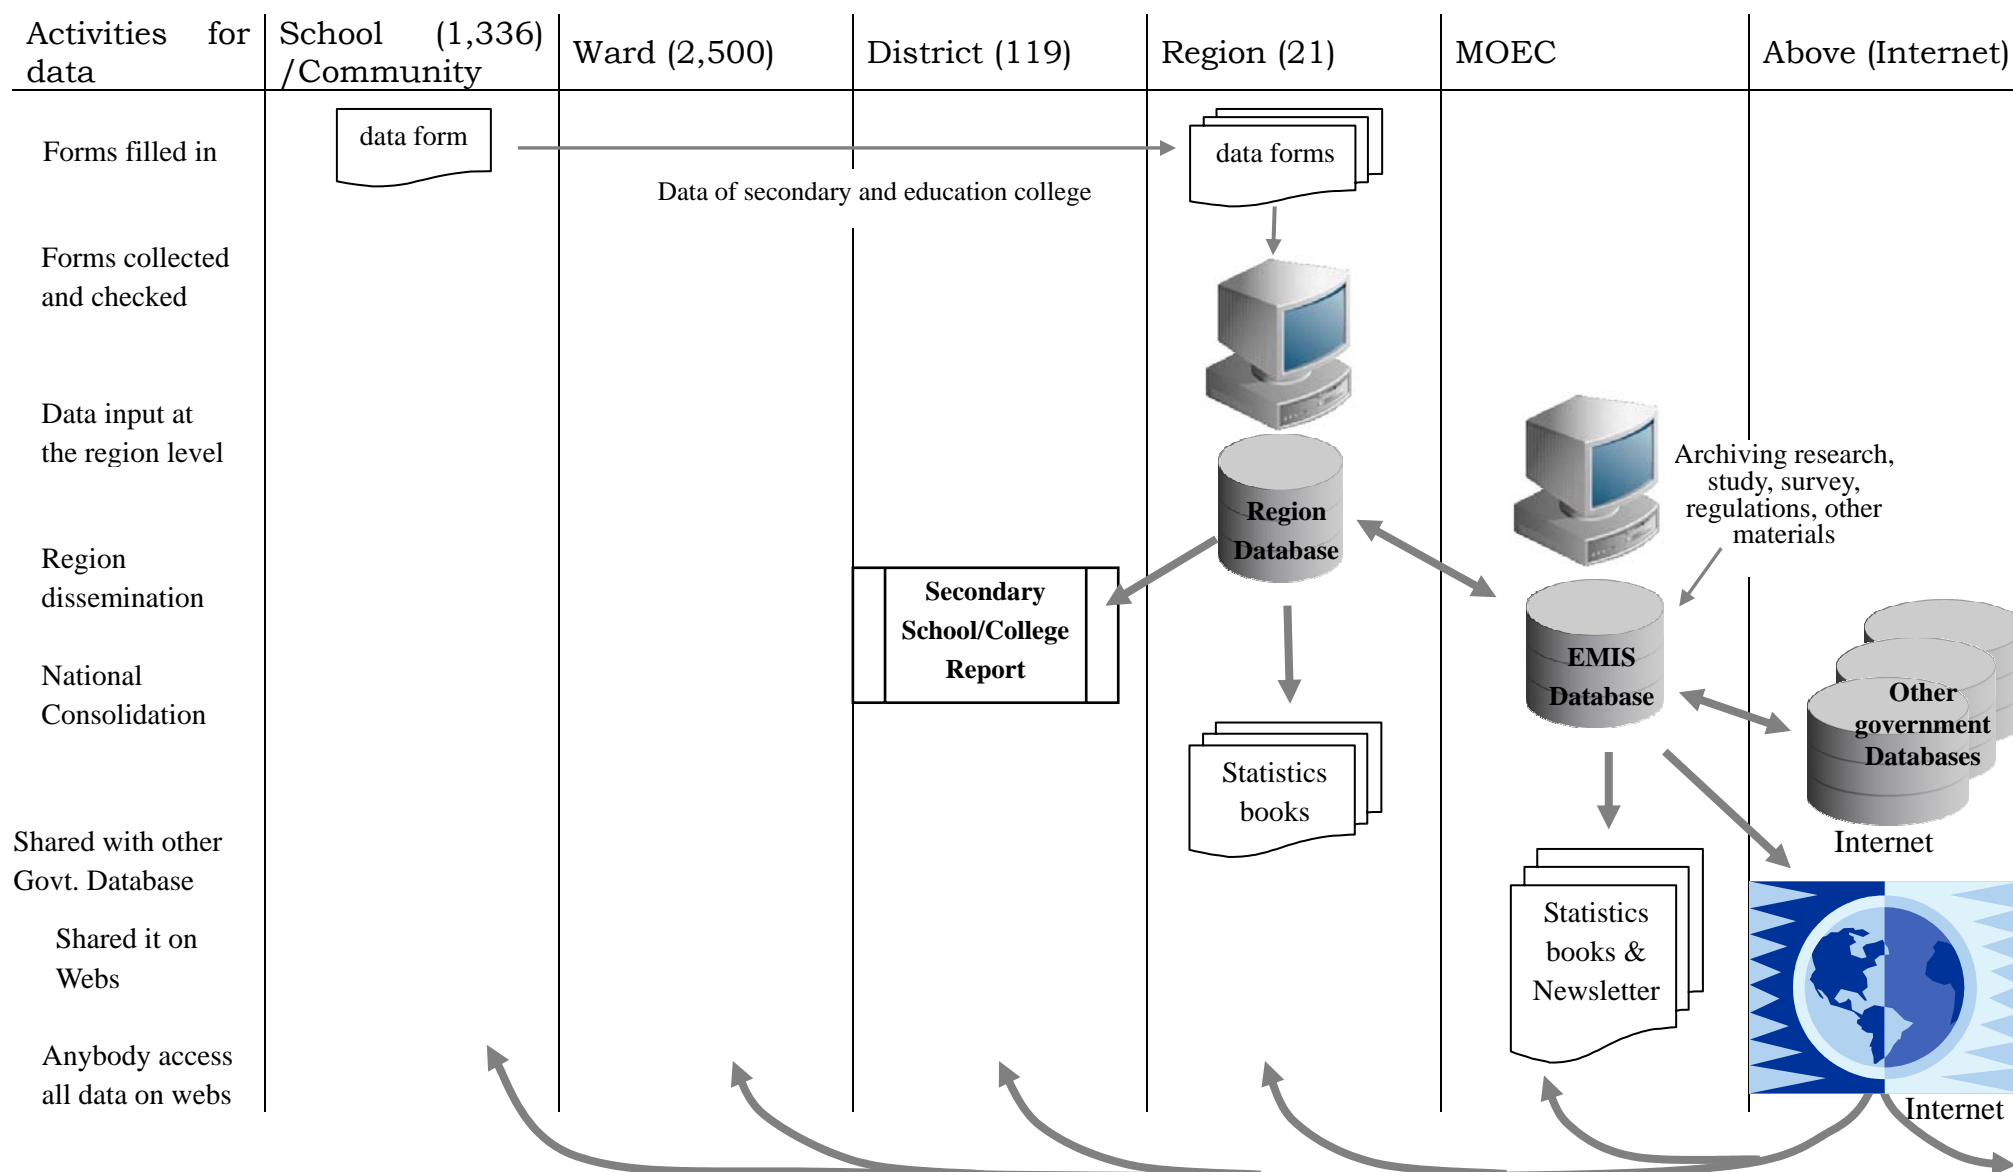 Activities for
data
School (1,336)
/Community
Ward (2,500)
District (119)
Region (21)
MOEC
Above (Internet)
Forms filled in
data form
data forms
Data of secondary and education college
Forms collected
and checked
Data input at
the region level
Archiving research,
study, survey,
regulations, other
materials
Region
Database
Region
dissemination
Secondary
School/College
Report
EMIS
Database
National
Consolidation
Other
government
Databases
Statistics
books
Internet
Shared with other
Govt. Database
Statistics
books &
Newsletter
Shared it on
Webs
Anybody access
all data on webs
Internet